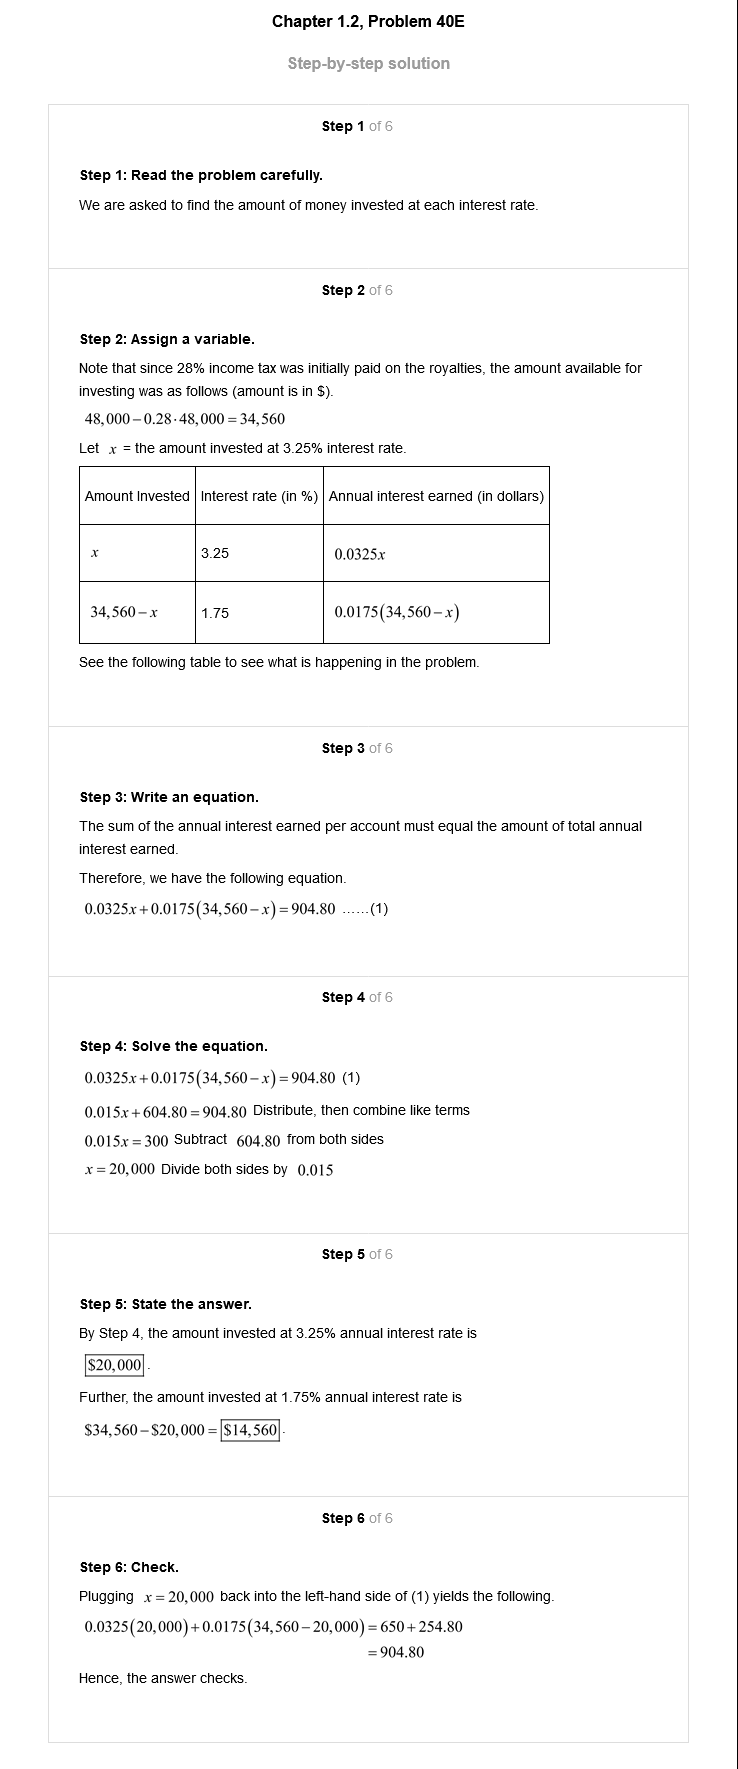 Chapter 1.2, Problem 40E
Step-by-step solution
Step 1 of 6
Step 1: Read the problem carefully.
We are asked to find the amount of money invested at each interest rate.
Step 2 of 6
Step 2: Assign a variable.
Note that since 28% income tax was initially paid on the royalties, the amount available for
investing was as follows (amount is in $).
48,000 – 0.28 · 48,000 = 34,560
Let x = the amount invested at 3.25% interest rate.
Amount Invested Interest rate (in %) Annual interest earned (in dollars)
x 3.25 0.0325x
34,560 – x 1.75 0.0175(34,560 – x)
See the following table to see what is happening in the problem.
Step 3 of 6
Step 3: Write an equation.
The sum of the annual interest earned per account must equal the amount of total annual
interest earned.
Therefore, we have the following equation.
0.0325x + 0.0175(34,560 – x) = 904.80 ......(1)
Step 4 of 6
Step 4: Solve the equation.
0.0325x + 0.0175(34,560 – x) = 904.80 (1)
0.015x + 604.80 = 904.80 Distribute, then combine like terms
0.015x = 300 Subtract 604.80 from both sides
x = 20,000 Divide both sides by 0.015
Step 5 of 6
Step 5: State the answer.
By Step 4, the amount invested at 3.25% annual interest rate is
$20,000.
Further, the amount invested at 1.75% annual interest rate is
$34,560 – $20,000 = $14,560.
Step 6 of 6
Step 6: Check.
Plugging x = 20,000 back into the left-hand side of (1) yields the following.
0.0325(20,000) + 0.0175(34,560 – 20,000) = 650 + 254.80
= 904.80
Hence, the answer checks.